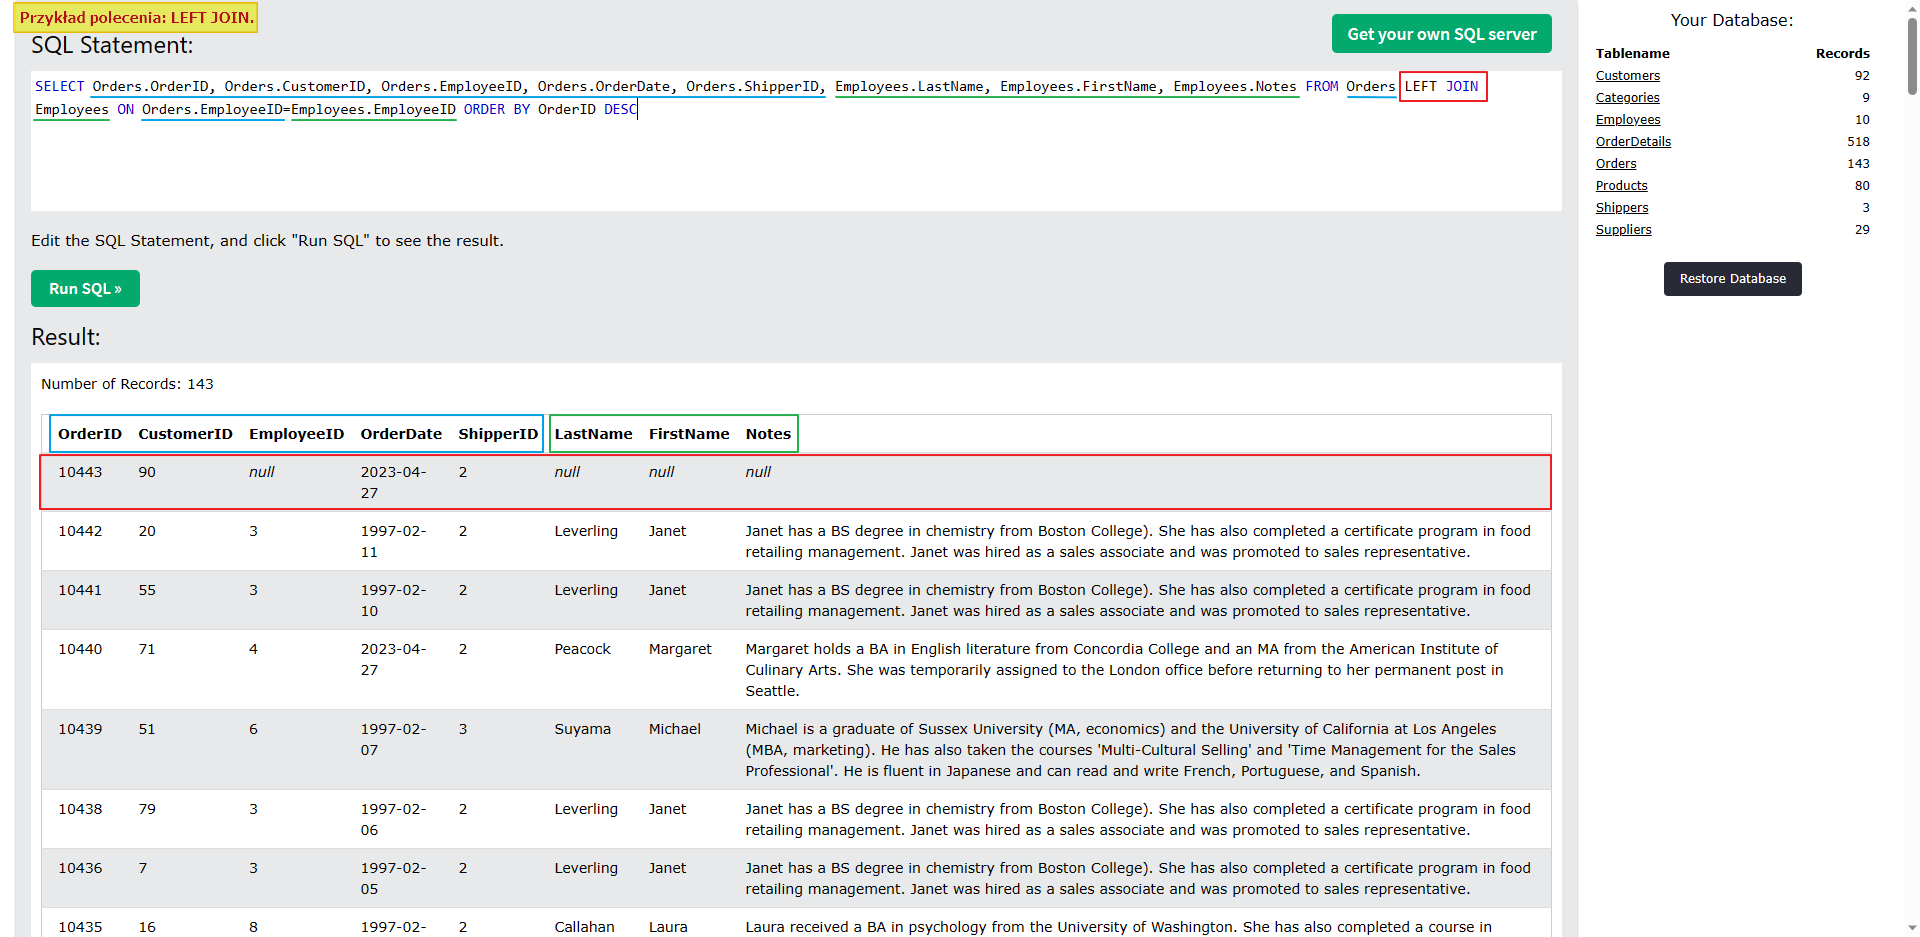 Przykład polecenia: LEFT JOIN.
SQL Statement:
Get your own SQL server
SELECT Orders.OrderID, Orders.CustomerID, Orders.EmployeeID, Orders.OrderDate, Orders.ShipperID, Employees.LastName, Employees.FirstName, Employees.Notes FROM Orders LEFT JOIN
Employees ON Orders.EmployeeID=Employees.EmployeeID ORDER BY OrderID DESC
Edit the SQL Statement, and click "Run SQL" to see the result.
Run SQL »
Result:
Number of Records: 143
OrderID CustomerID EmployeeID OrderDate ShipperID LastName FirstName Notes
10443 90 null 2023-04- 2 null null null
27
10442 20 3 1997-02- 2 Leverling Janet Janet has a BS degree in chemistry from Boston College). She has also completed a certificate program in food
11 retailing management. Janet was hired as a sales associate and was promoted to sales representative.
10441 55 3 1997-02- 2 Leverling Janet Janet has a BS degree in chemistry from Boston College). She has also completed a certificate program in food
10 retailing management. Janet was hired as a sales associate and was promoted to sales representative.
10440 71 4 2023-04- 2 Peacock Margaret Margaret holds a BA in English literature from Concordia College and an MA from the American Institute of
27 Culinary Arts. She was temporarily assigned to the London office before returning to her permanent post in
Seattle.
10439 51 6 1997-02- 3 Suyama Michael Michael is a graduate of Sussex University (MA, economics) and the University of California at Los Angeles
07 (MBA, marketing). He has also taken the courses 'Multi-Cultural Selling' and 'Time Management for the Sales
Professional'. He is fluent in Japanese and can read and write French, Portuguese, and Spanish.
10438 79 3 1997-02- 2 Leverling Janet Janet has a BS degree in chemistry from Boston College). She has also completed a certificate program in food
06 retailing management. Janet was hired as a sales associate and was promoted to sales representative.
10436 7 3 1997-02- 2 Leverling Janet Janet has a BS degree in chemistry from Boston College). She has also completed a certificate program in food
05 retailing management. Janet was hired as a sales associate and was promoted to sales representative.
10435 16 8 1997-02- 2 Callahan Laura Laura received a BA in psychology from the University of Washington. She has also completed a course in
Your Database:
Tablename Records
Customers 92
Categories 9
Employees 10
OrderDetails 518
Orders 143
Products 80
Shippers 3
Suppliers 29
Restore Database